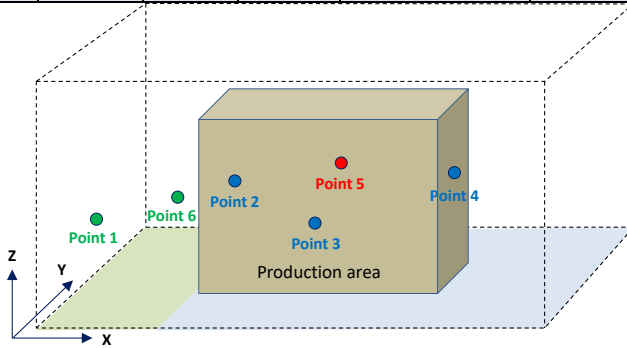 Point 1
Point 6
Point 2
Point 5
Point 3
Point 4
Production area
Z
Y
X